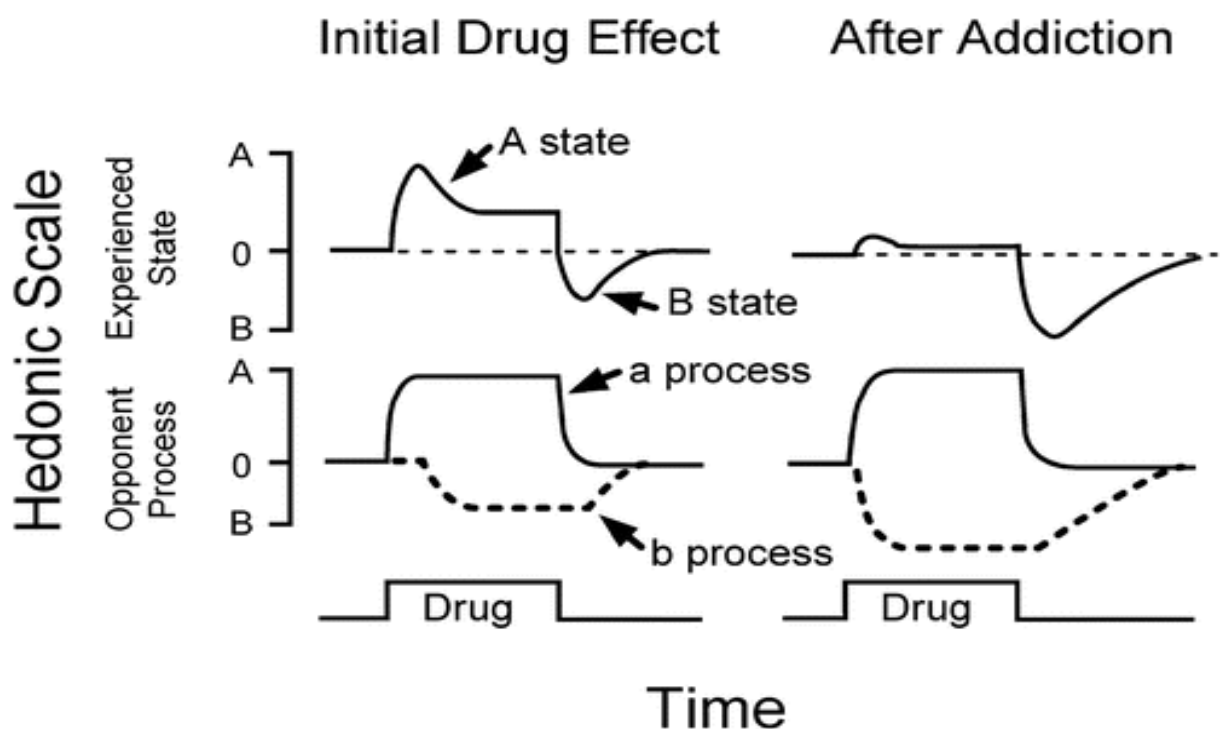 Initial Drug Effect
After Addiction
Hedonic Scale
Experienced
State
A
0
B
A state
B state
Opponent
Process
A
0
B
a process
b process
Drug
Drug
Time